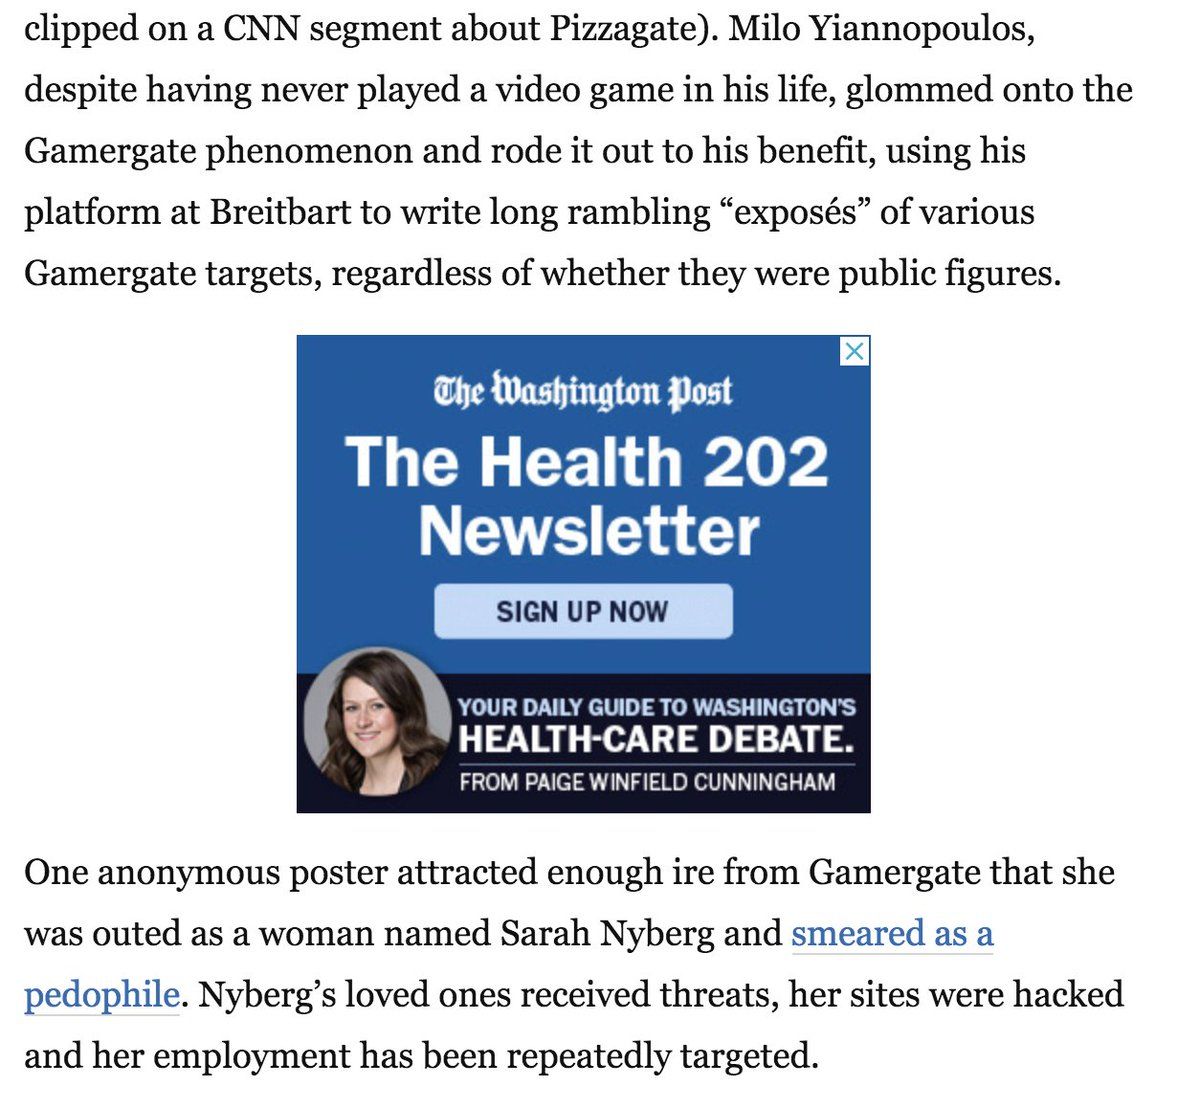 clipped on a CNN segment about Pizzagate). Milo Yiannopoulos,
despite having never played a video game in his life, glommed onto the
Gamergate phenomenon and rode it out to his benefit, using his
platform at Breitbart to write long rambling “exposés” of various
Gamergate targets, regardless of whether they were public figures.
The Washington Post
The Health 202
Newsletter
SIGN UP NOW
YOUR DAILY GUIDE TO WASHINGTON'S
HEALTH-CARE DEBATE.
FROM PAIGE WINFIELD CUNNINGHAM
One anonymous poster attracted enough ire from Gamergate that she
was outed as a woman named Sarah Nyberg and smeared as a
pedophile. Nyberg’s loved ones received threats, her sites were hacked
and her employment has been repeatedly targeted.